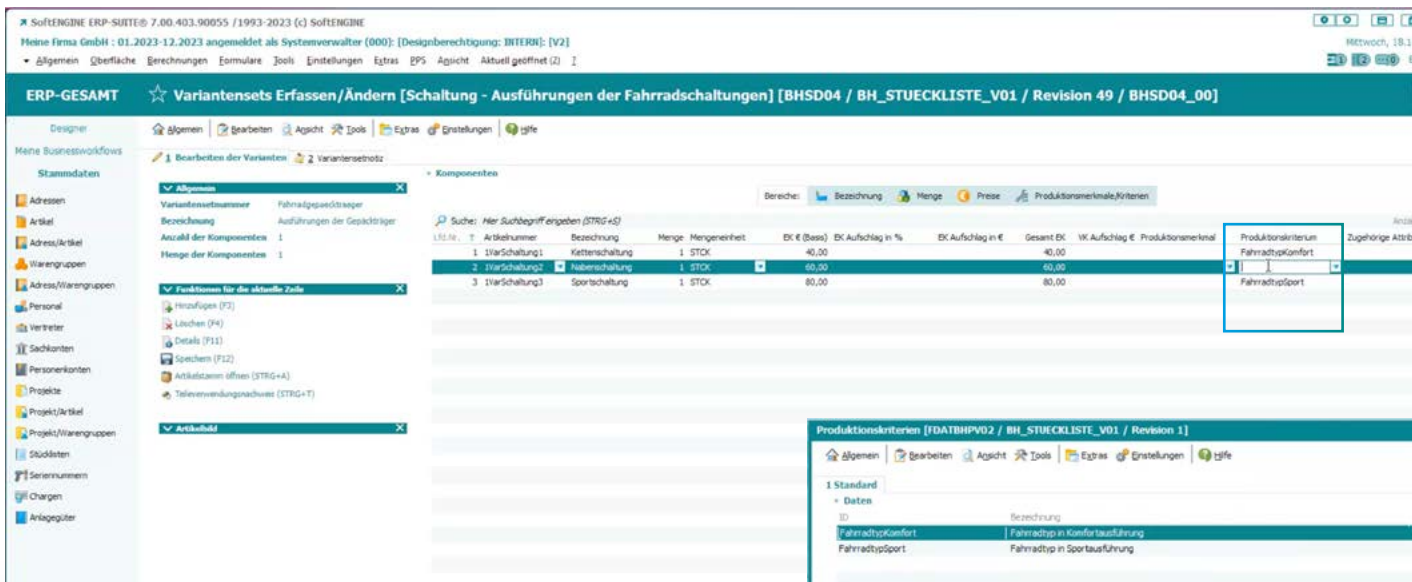 SoftENGINE ERP-SUITE® 7.00.403.90055 /1993-2023 (c) SoftENGINE
Meine Firma GmbH : 01.2023-12.2023 angemeldet als Systemverwalter (000): [Designberechtigung: INTERN]: [V2]
Mittwoch, 18.1
Allgemein Oberfläche Berechnungen Formulare Tools Einstellungen Extras PPS Ansicht Aktuell geöffnet (2) ?
ERP-GESAMT
Variantensets Erfassen/Ändern [Schaltung - Ausführungen der Fahrradschaltungen] [BHSD04 / BH_STUECKLISTE_V01 / Revision 49 / BHSD04_00]
Designer
Allgemein Bearbeiten Ansicht Tools Extras Einstellungen Hilfe
Meine Businessworkflows
1 Bearbeiten der Varianten 2 Variantensetnotiz
Stammdaten
Adressen
Artikel
Adress/Artikel
Warengruppen
Adress/Warengruppen
Personal
Vertreter
Sachkonten
Personenkonten
Projekte
Projekt/Artikel
Projekt/Warengruppen
Stücklisten
Seriennummern
Chargen
Anlagegüter
Allgemein
Variantensetnummer Fahrradgepaecktraeger
Bezeichnung Ausführungen der Gepäckträger
Anzahl der Komponenten 1
Menge der Komponenten 1
Funktionen für die aktuelle Zeile
Hinzufügen (F3)
Löschen (F4)
Details (F11)
Speichern (F12)
Artikelstamm öffnen (STRG+A)
Teileverwendungsnachweis (STRG+T)
Artikelbild
Komponenten
Bereiche: Bezeichnung Menge Preise Produktionsmerkmale/Kriterien
Suche: Hier Suchbegriff eingeben (STRG+S)
Lfd.Nr. T Artikelnummer Bezeichnung Menge Mengeneinheit EK € (Basis) EK Aufschlag in % EK Aufschlag in € Gesamt EK VK Aufschlag € Produktionsmerkmal Produktionskriterium Zugehörige Attrib
1 1VarSchaltung1 Kettenschaltung 1 STCK 40,00 40,00 FahrradtypKomfort
2 1VarSchaltung2 Nabenschaltung 1 STCK 60,00 60,00
3 1VarSchaltung3 Sportschaltung 1 STCK 80,00 80,00 FahrradtypSport
Produktionskriterien [FDATBHPV02 / BH_STUECKLISTE_V01 / Revision 1]
Allgemein Bearbeiten Ansicht Tools Extras Einstellungen Hilfe
1 Standard
Daten
ID Bezeichnung
FahrradtypKomfort Fahrradtyp in Komfortausführung
FahrradtypSport Fahrradtyp in Sportausführung